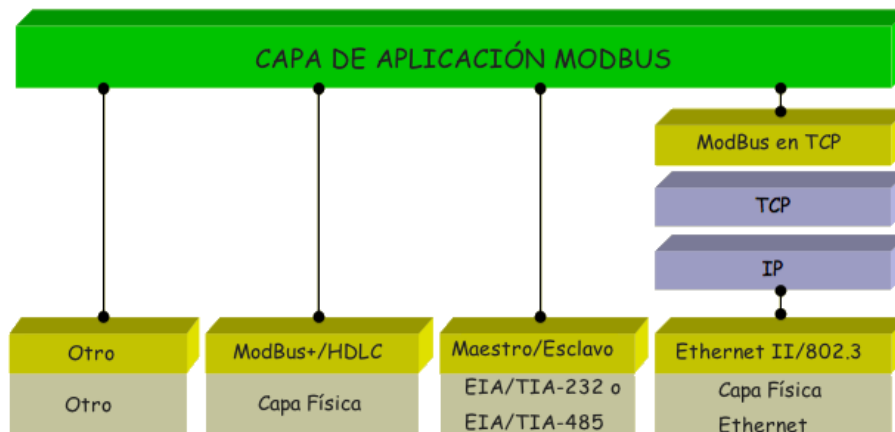 CAPA DE APLICACIÓN MODBUS
ModBus en TCP
TCP
IP
Otro
ModBus+/HDLC
Maestro/Esclavo
Ethernet II/802.3
Otro
Capa Física
EIA/TIA-232 o
EIA/TIA-485
Capa Física
Ethernet